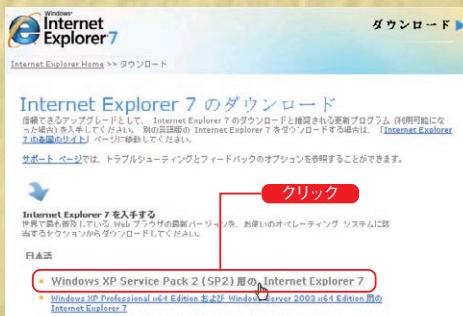 Windows
Internet
Explorer 7
ダウンロード
Internet Explorer Home >> ダウンロード
Internet Explorer 7 のダウンロード
信頼できるアップグレードとして、Internet Explorer 7 のダウンロードと推奨される更新プログラム (利用可能にな
った場合) を入手してください。 別の言語版の Internet Explorer 7 をダウンロードする場合は、「Internet Explorer
7 の各国のサイト」 ページに移動してください。
サポート ページでは、トラブルシューティングとフィードバックのオプションを参照することができます。
クリック
Internet Explorer 7 を入手する
世界で最も普及している Web ブラウザの最新バージョンを、お使いのオペレーティング システムに該
当するセクションからダウンロードしてください。
日本語
Windows XP Service Pack 2 (SP2) 用の Internet Explorer 7
Windows XP Professional x64 Edition および Windows Server 2003 x64 Edition 用の
Internet Explorer 7